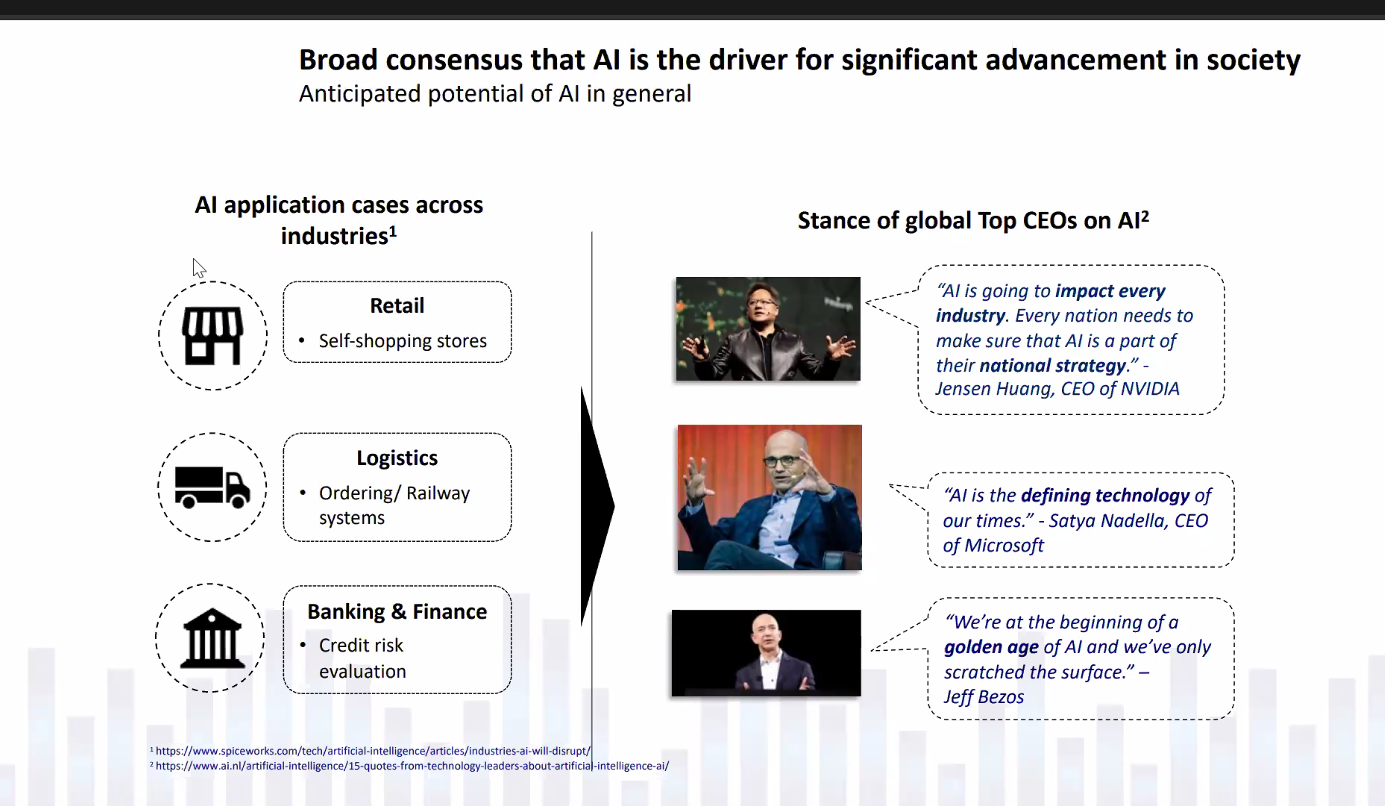 Broad consensus that AI is the driver for significant advancement in society
Anticipated potential of AI in general
AI application cases across
industries¹
Retail
• Self-shopping stores
Logistics
• Ordering/ Railway
systems
Banking & Finance
• Credit risk
evaluation
Stance of global Top CEOs on AI²
“AI is going to impact every
industry. Every nation needs to
make sure that AI is a part of
their national strategy.” -
Jensen Huang, CEO of NVIDIA
“AI is the defining technology of
our times.” - Satya Nadella, CEO
of Microsoft
“We’re at the beginning of a
golden age of AI and we’ve only
scratched the surface.” –
Jeff Bezos
¹ https://www.spiceworks.com/tech/artificial-intelligence/articles/industries-ai-will-disrupt/
² https://www.ai.nl/artificial-intelligence/15-quotes-from-technology-leaders-about-artificial-intelligence-ai/